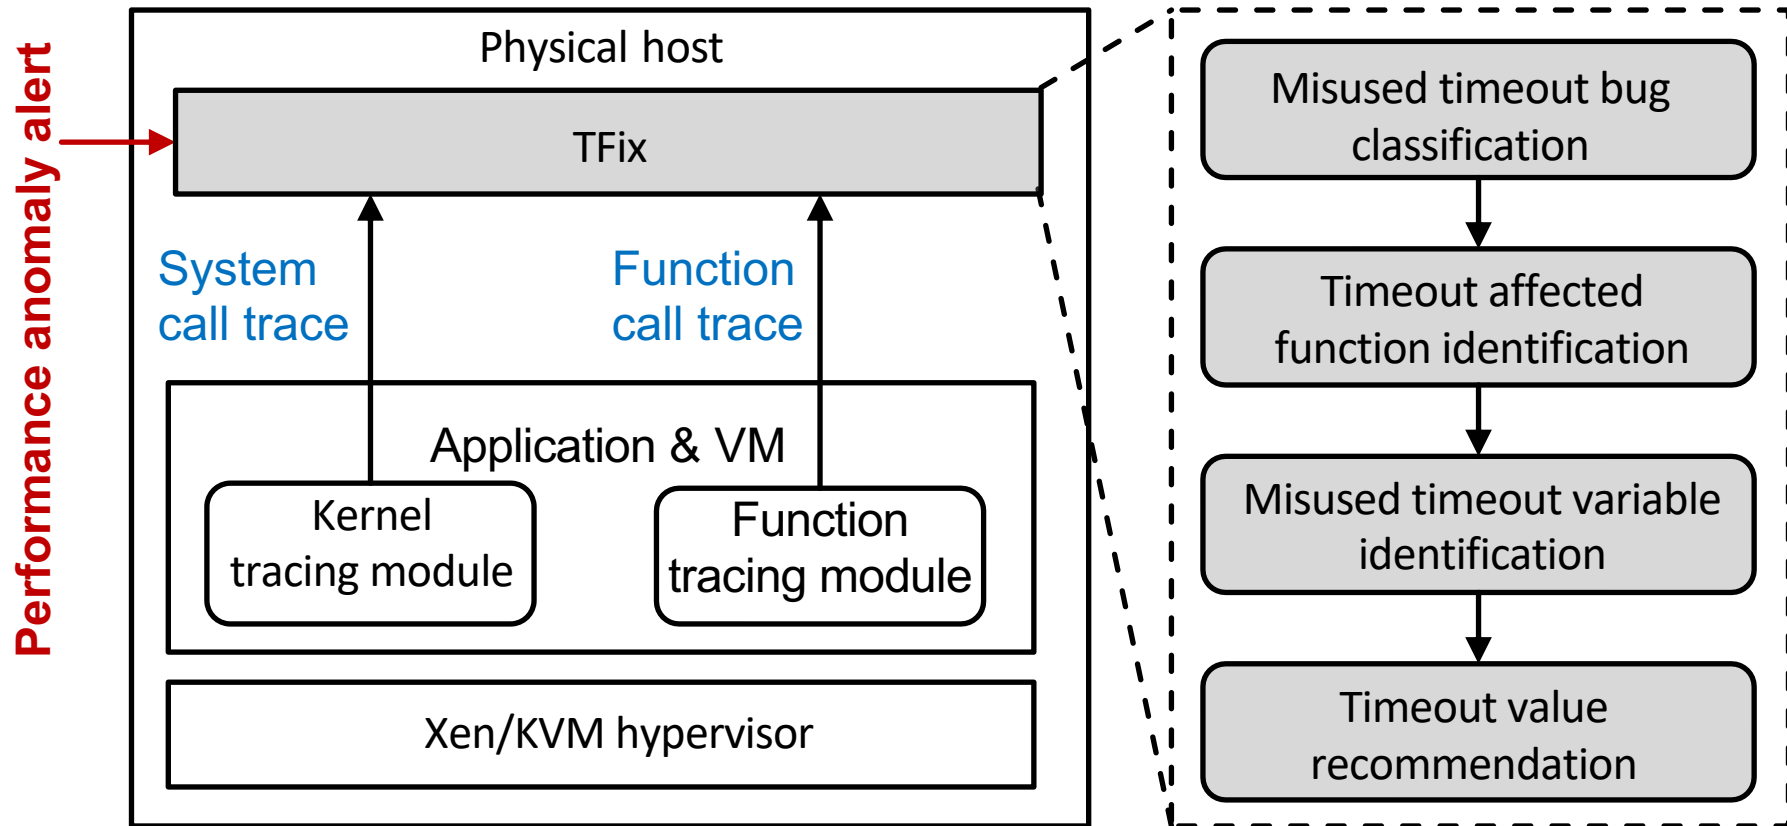 Performance anomaly alert
Physical host
TFix
System
call trace
Function
call trace
Application & VM
Kernel
tracing module
Function
tracing module
Xen/KVM hypervisor
Misused timeout bug
classification
Timeout affected
function identification
Misused timeout variable
identification
Timeout value
recommendation